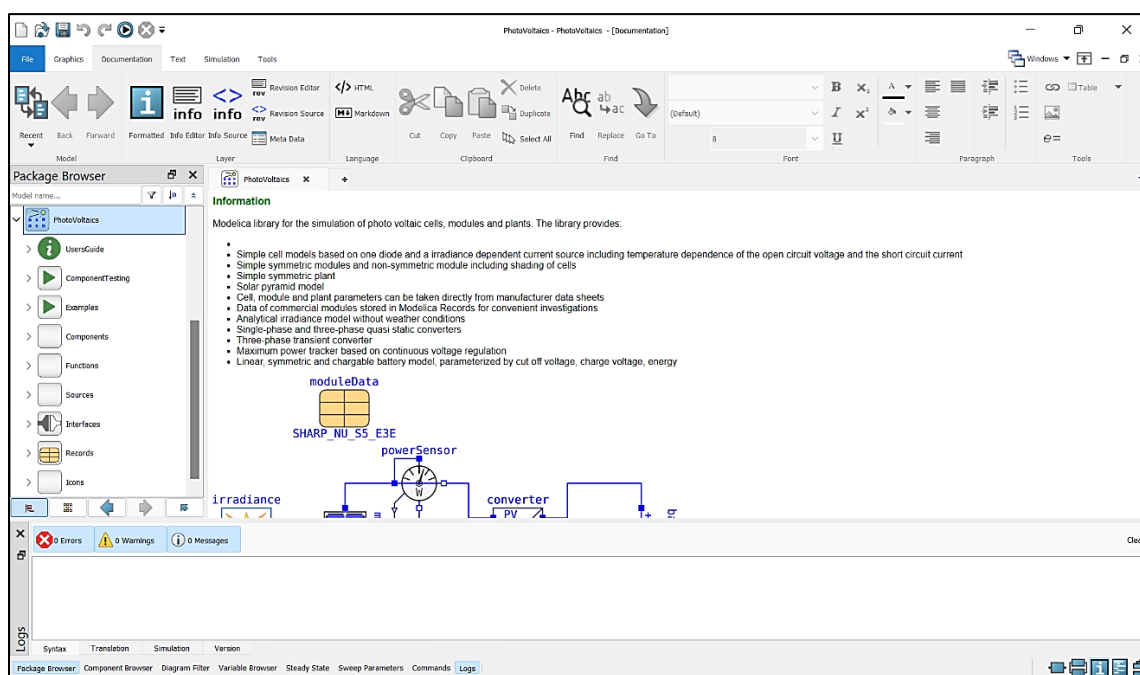 PhotoVoltaics - PhotoVoltaics - [Documentation]
File Graphics Documentation Text Simulation Tools
Windows
Recent Back Forward
Model
Formatted Info Editor Info Source
info info
rev Revision Editor
rev Revision Source
Meta Data
Layer
</> HTML
M Markdown
Language
Cut Copy Paste
Delete
Duplicate
Select All
Clipboard
Abc ab ac
Find Replace Go To
Find
(Default)
8
B X₂ A
I X²
U
Font
Paragraph
Table
e=
Tools
Package Browser
Model name...
PhotoVoltaics
UsersGuide
ComponentTesting
Examples
Components
Functions
Sources
Interfaces
Records
Icons
PhotoVoltaics
Information
Modelica library for the simulation of photo voltaic cells, modules and plants. The library provides:
•
• Simple cell models based on one diode and a irradiance dependent current source including temperature dependence of the open circuit voltage and the short circuit current
• Simple symmetric modules and non-symmetric module including shading of cells
• Simple symmetric plant
• Solar pyramid model
• Cell, module and plant parameters can be taken directly from manufacturer data sheets
• Data of commercial modules stored in Modelica Records for convenient investigations
• Analytical irradiance model without weather conditions
• Single-phase and three-phase quasi static converters
• Three-phase transient converter
• Maximum power tracker based on continuous voltage regulation
• Linear, symmetric and chargable battery model, parameterized by cut off voltage, charge voltage, energy
moduleData
SHARP_NU_S5_E3E
powerSensor
W
irradiance
converter
PV
0 Errors 0 Warnings 0 Messages
Clea
Logs
Syntax Translation Simulation Version
Package Browser Component Browser Diagram Filter Variable Browser Steady State Sweep Parameters Commands Logs